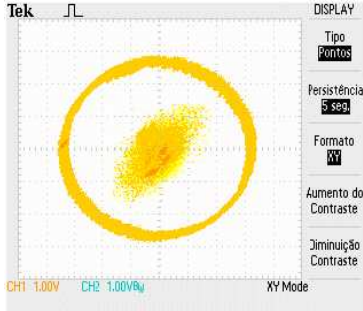 Tek
DISPLAY
Tipo
Pontos
Persistência
5 seg.
Formato
XY
Aumento do
Contraste
Diminuição
Contraste
CH1 1.00V
CH2 1.00VBW
XY Mode